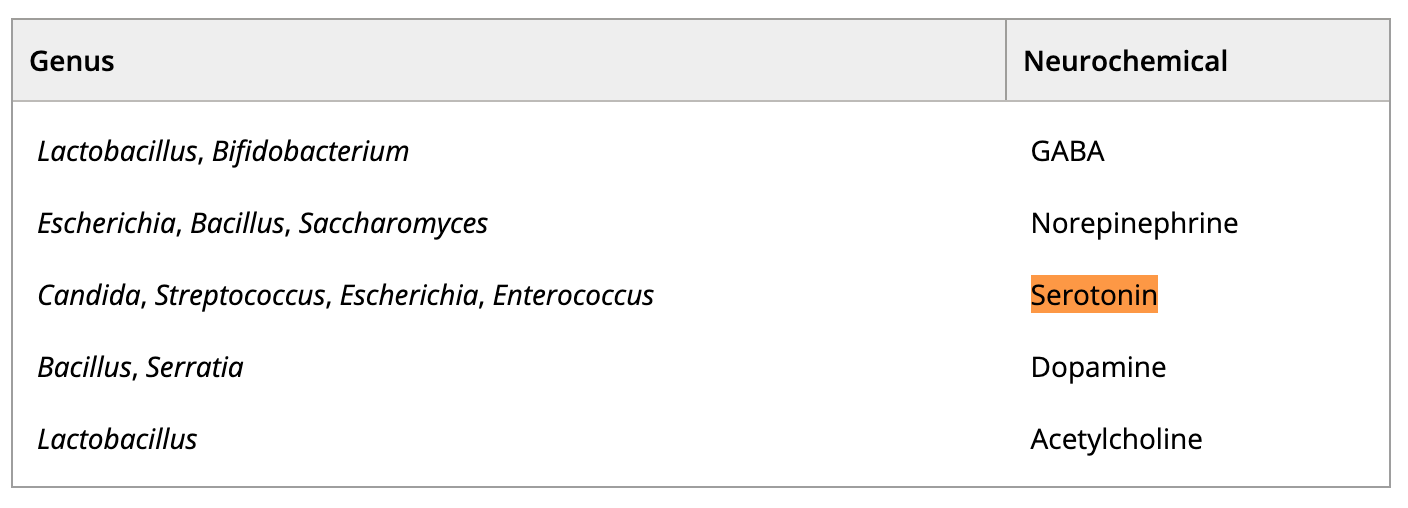 Genus Neurochemical
Lactobacillus, Bifidobacterium GABA
Escherichia, Bacillus, Saccharomyces Norepinephrine
Candida, Streptococcus, Escherichia, Enterococcus Serotonin
Bacillus, Serratia Dopamine
Lactobacillus Acetylcholine